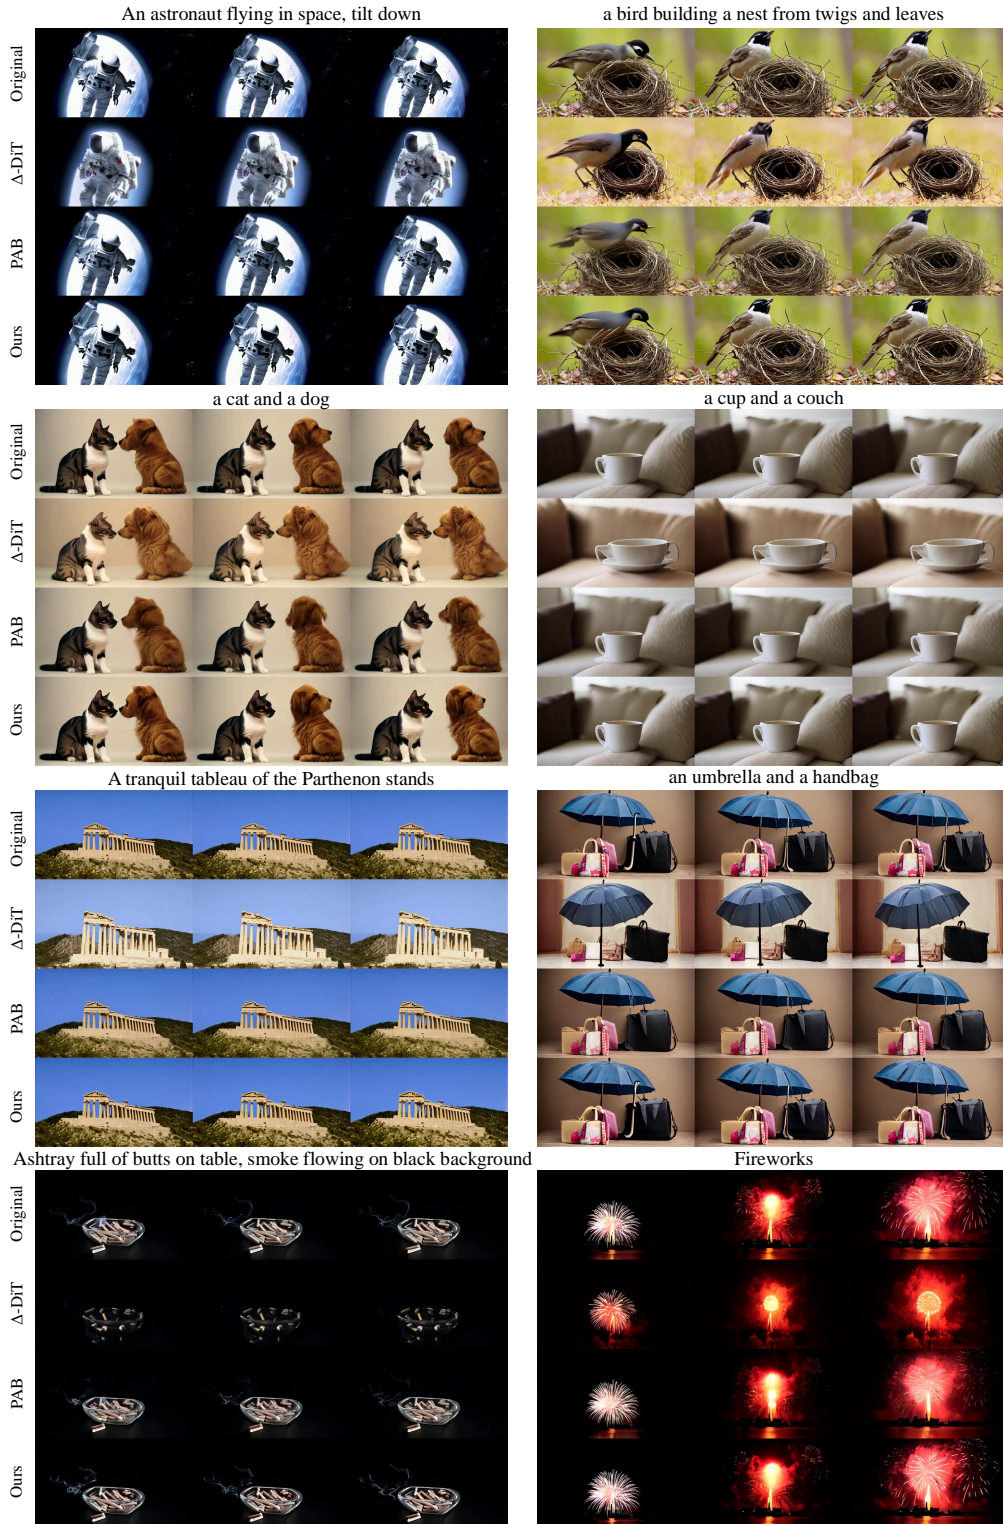 An astronaut flying in space, tilt down
Original
Δ-DiT
PAB
Ours
a bird building a nest from twigs and leaves
a cat and a dog
Original
Δ-DiT
PAB
Ours
a cup and a couch
A tranquil tableau of the Parthenon stands
Original
Δ-DiT
PAB
Ours
an umbrella and a handbag
Ashtray full of butts on table, smoke flowing on black background
Original
Δ-DiT
PAB
Ours
Fireworks